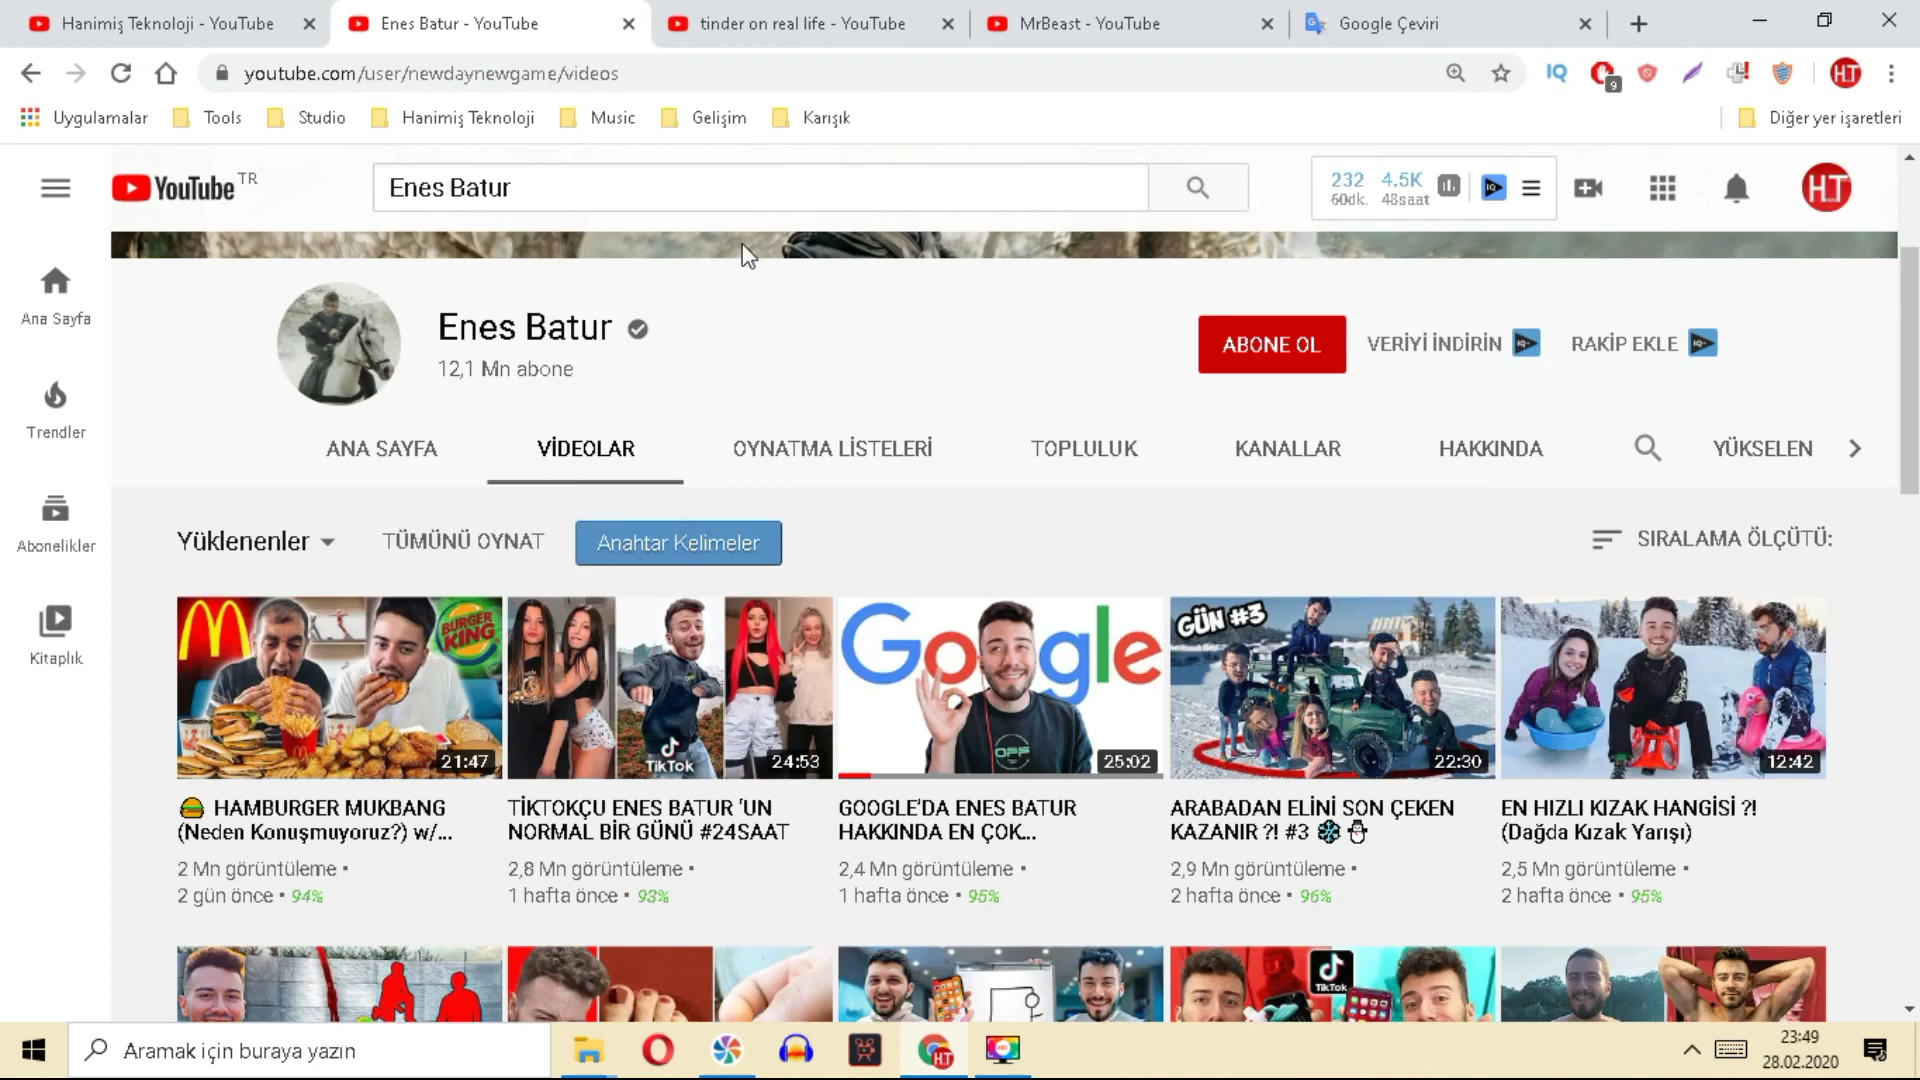 Hanimiş Teknoloji - YouTube
Enes Batur - YouTube
tinder on real life - YouTube
MrBeast - YouTube
Google Çeviri
youtube.com/user/newdaynewgame/videos
IQ
9
HT
Uygulamalar
Tools
Studio
Hanimiş Teknoloji
Music
Gelişim
Karışık
Diğer yer işaretleri
YouTube TR
Enes Batur
232 4.5K
60dk. 48saat
HT
Ana Sayfa
Trendler
Abonelikler
Kitaplık
Enes Batur
12,1 Mn abone
ABONE OL
VERİYİ İNDİRİN
RAKİP EKLE
ANA SAYFA
VİDEOLAR
OYNATMA LİSTELERİ
TOPLULUK
KANALLAR
HAKKINDA
YÜKSELEN
Yüklenenler
TÜMÜNÜ OYNAT
Anahtar Kelimeler
SIRALAMA ÖLÇÜTÜ:
BURGER KING
21:47
TikTok
24:53
Google
OFF
25:02
GÜN #3
22:30
12:42
🍔 HAMBURGER MUKBANG
(Neden Konuşmuyoruz?) w/...
2 Mn görüntüleme •
2 gün önce • 94%
TİKTOKÇU ENES BATUR 'UN
NORMAL BİR GÜNÜ #24SAAT
2,8 Mn görüntüleme •
1 hafta önce • 93%
GOOGLE'DA ENES BATUR
HAKKINDA EN ÇOK...
2,4 Mn görüntüleme •
1 hafta önce • 95%
ARABADAN ELİNİ SON ÇEKEN
KAZANIR ?! #3 ❄️⛄
2,9 Mn görüntüleme •
2 hafta önce • 96%
EN HIZLI KIZAK HANGİSİ ?!
(Dağda Kızak Yarışı)
2,5 Mn görüntüleme •
2 hafta önce • 95%
TikTok
Aramak için buraya yazın
HT
23:49
28.02.2020